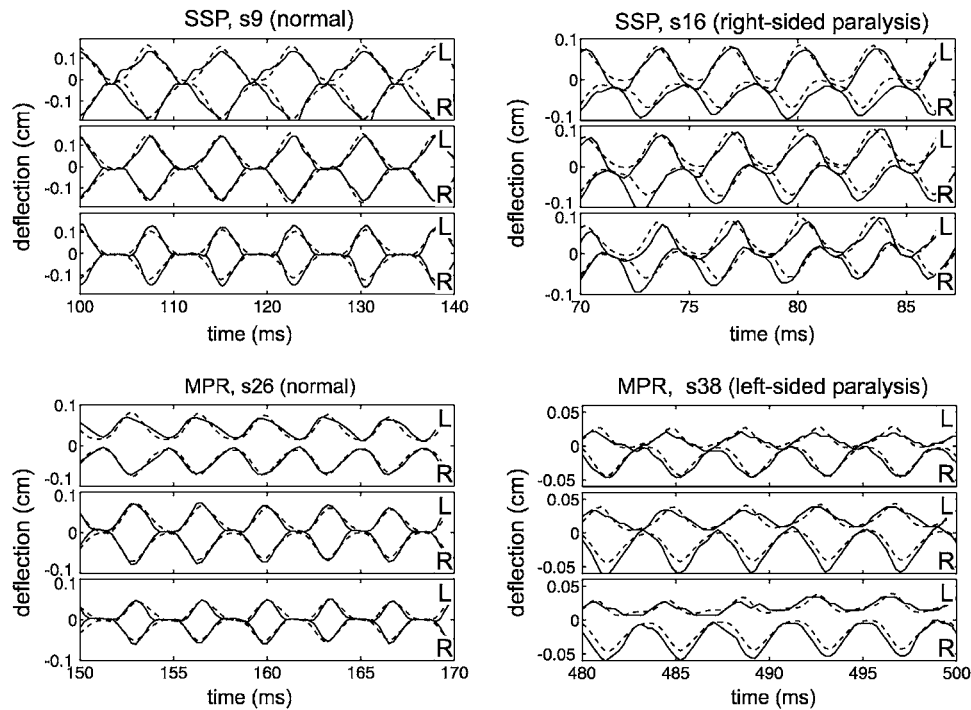 SSP, s9 (normal)
deflection (cm)
0.1
0
-0.1
L
R
0.1
0
-0.1
L
R
0.1
0
-0.1
L
R
100 110 120 130 140
time (ms)
SSP, s16 (right-sided paralysis)
deflection (cm)
0.1
0
-0.1
L
R
0.1
0
-0.1
L
R
0.1
0
-0.1
L
R
70 75 80 85
time (ms)
MPR, s26 (normal)
deflection (cm)
0.1
0
-0.1
L
R
0.1
0
-0.1
L
R
0.1
0
-0.1
L
R
150 155 160 165 170
time (ms)
MPR, s38 (left-sided paralysis)
deflection (cm)
0.05
0
-0.05
L
R
0.05
0
-0.05
L
R
0.05
0
-0.05
L
R
480 485 490 495 500
time (ms)